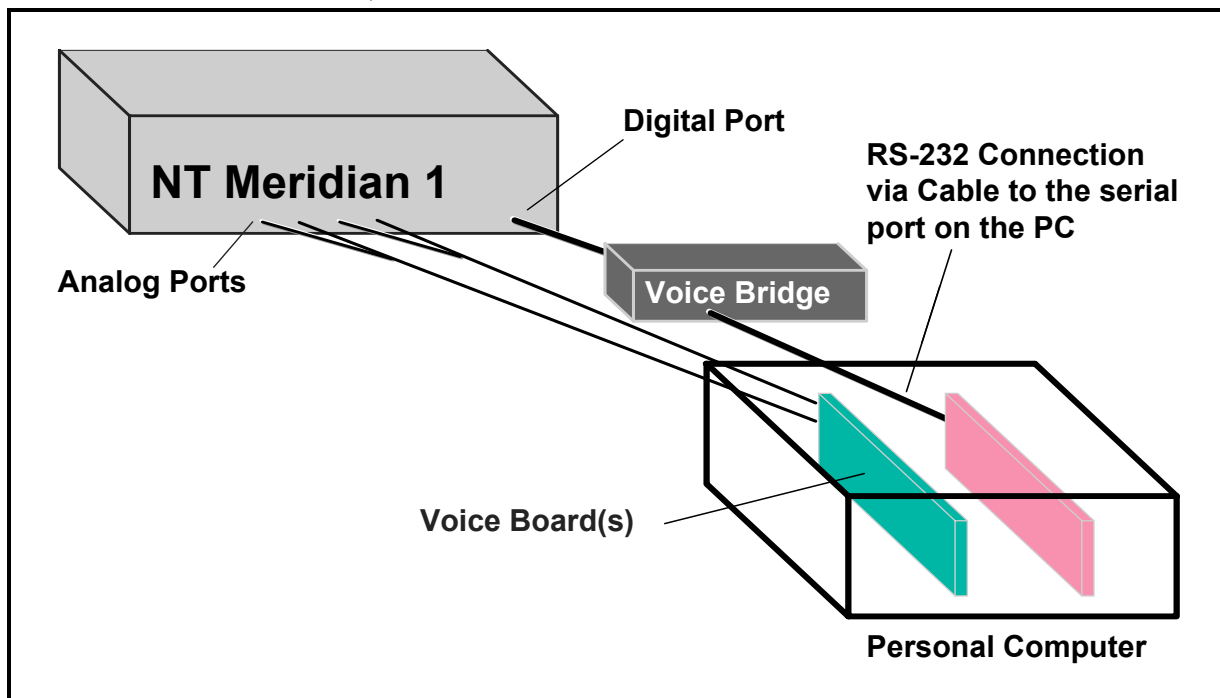 Digital Port
RS-232 Connection
via Cable to the serial
port on the PC
NT Meridian 1
Analog Ports
Voice Bridge
Voice Board(s)
Personal Computer